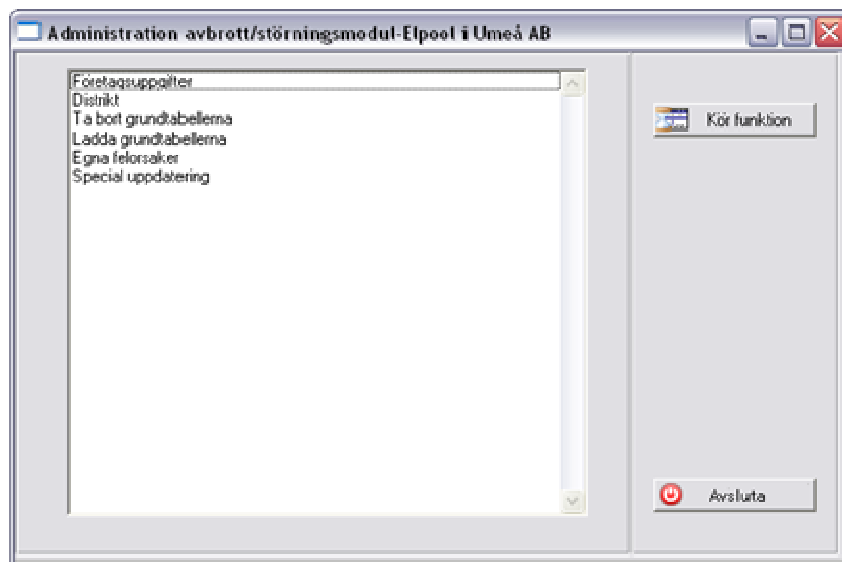 Administration avbrott/störningsmodul-Elpool i Umeå AB
Företagsuppgifter
Distrikt
Ta bort grundtabellerna
Ladda grundtabellerna
Egna felorsaker
Special uppdatering
Kör funktion
Avsluta